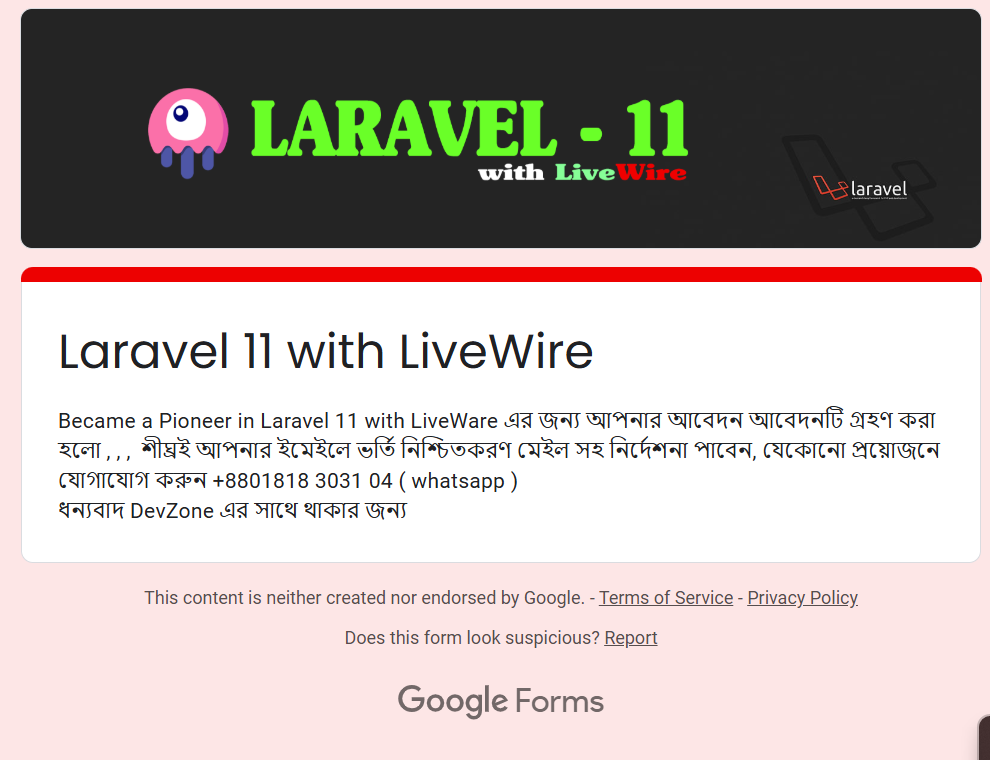 LARAVEL - 11
with LiveWire
laravel
Laravel 11 with LiveWire
Became a Pioneer in Laravel 11 with LiveWare এর জন্য আপনার আবেদন আবেদনটি গ্রহণ করা
হলো , , , শীঘ্রই আপনার ইমেইলে ভর্তি নিশ্চিতকরণ মেইল সহ নির্দেশনা পাবেন, যেকোনো প্রয়োজনে
যোগাযোগ করুন +8801818 3031 04 ( whatsapp )
ধন্যবাদ DevZone এর সাথে থাকার জন্য
This content is neither created nor endorsed by Google. - Terms of Service - Privacy Policy
Does this form look suspicious? Report
Google Forms